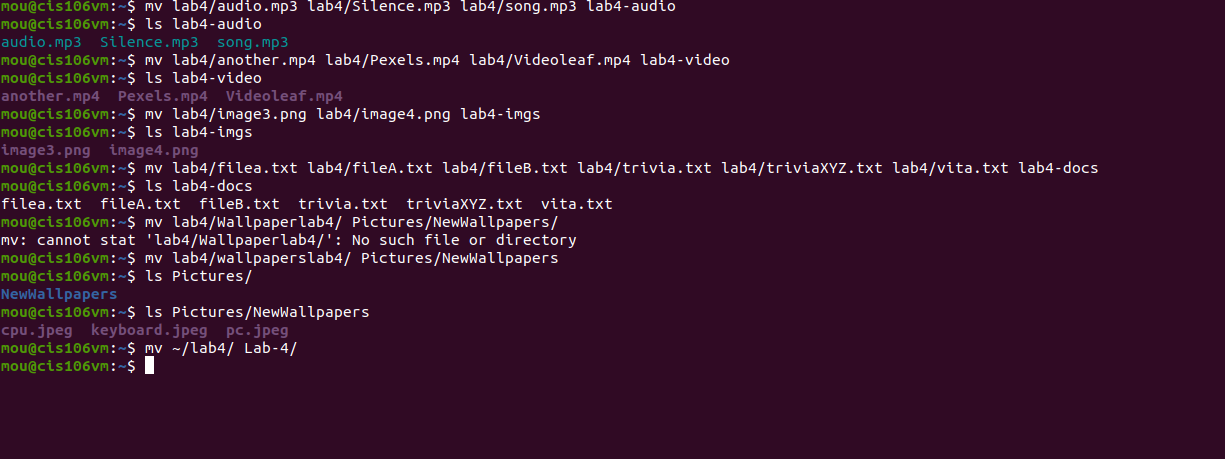 mou@cis106vm:~$ mv lab4/audio.mp3 lab4/Silence.mp3 lab4/song.mp3 lab4-audio
mou@cis106vm:~$ ls lab4-audio
audio.mp3  Silence.mp3  song.mp3
mou@cis106vm:~$ mv lab4/another.mp4 lab4/Pexels.mp4 lab4/Videoleaf.mp4 lab4-video
mou@cis106vm:~$ ls lab4-video
another.mp4  Pexels.mp4  Videoleaf.mp4
mou@cis106vm:~$ mv lab4/image3.png lab4/image4.png lab4-imgs
mou@cis106vm:~$ ls lab4-imgs
image3.png  image4.png
mou@cis106vm:~$ mv lab4/filea.txt lab4/fileA.txt lab4/fileB.txt lab4/trivia.txt lab4/triviaXYZ.txt lab4/vita.txt lab4-docs
mou@cis106vm:~$ ls lab4-docs
filea.txt  fileA.txt  fileB.txt  trivia.txt  triviaXYZ.txt  vita.txt
mou@cis106vm:~$ mv lab4/Wallpaperlab4/ Pictures/NewWallpapers/
mv: cannot stat 'lab4/Wallpaperlab4/': No such file or directory
mou@cis106vm:~$ mv lab4/wallpaperslab4/ Pictures/NewWallpapers
mou@cis106vm:~$ ls Pictures/
NewWallpapers
mou@cis106vm:~$ ls Pictures/NewWallpapers
cpu.jpeg  keyboard.jpeg  pc.jpeg
mou@cis106vm:~$ mv ~/lab4/ Lab-4/
mou@cis106vm:~$